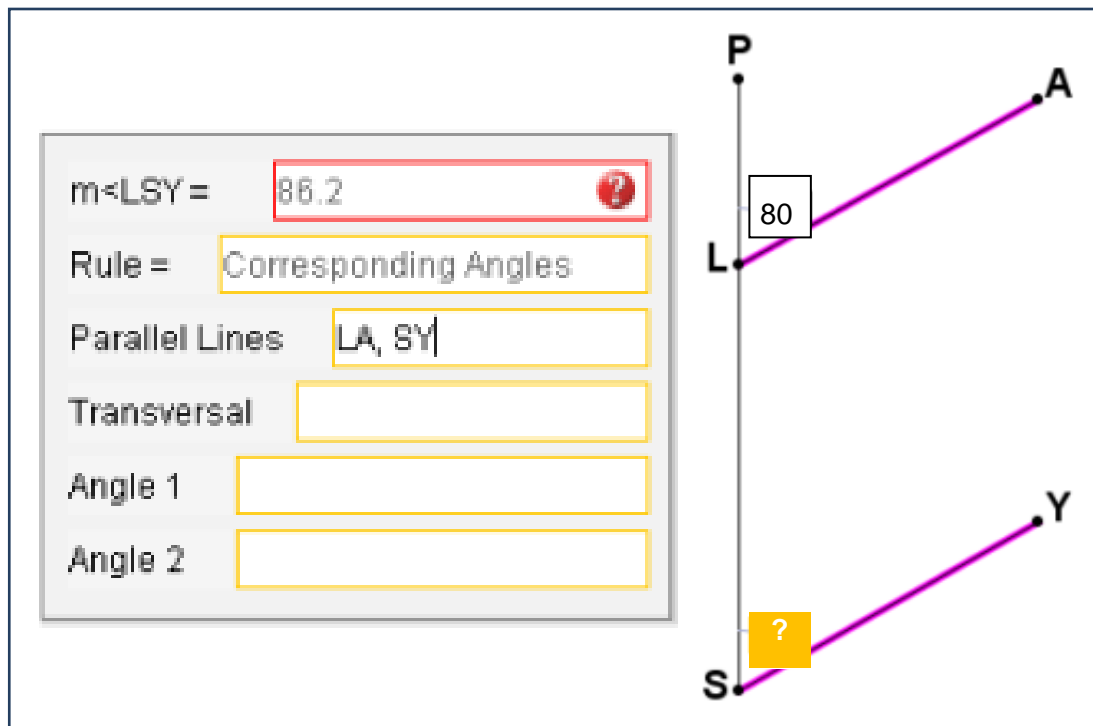 m<LSY = 86.2 ?
Rule = Corresponding Angles
Parallel Lines LA, SY
Transversal
Angle 1
Angle 2
P
A
80
L
Y
?
S